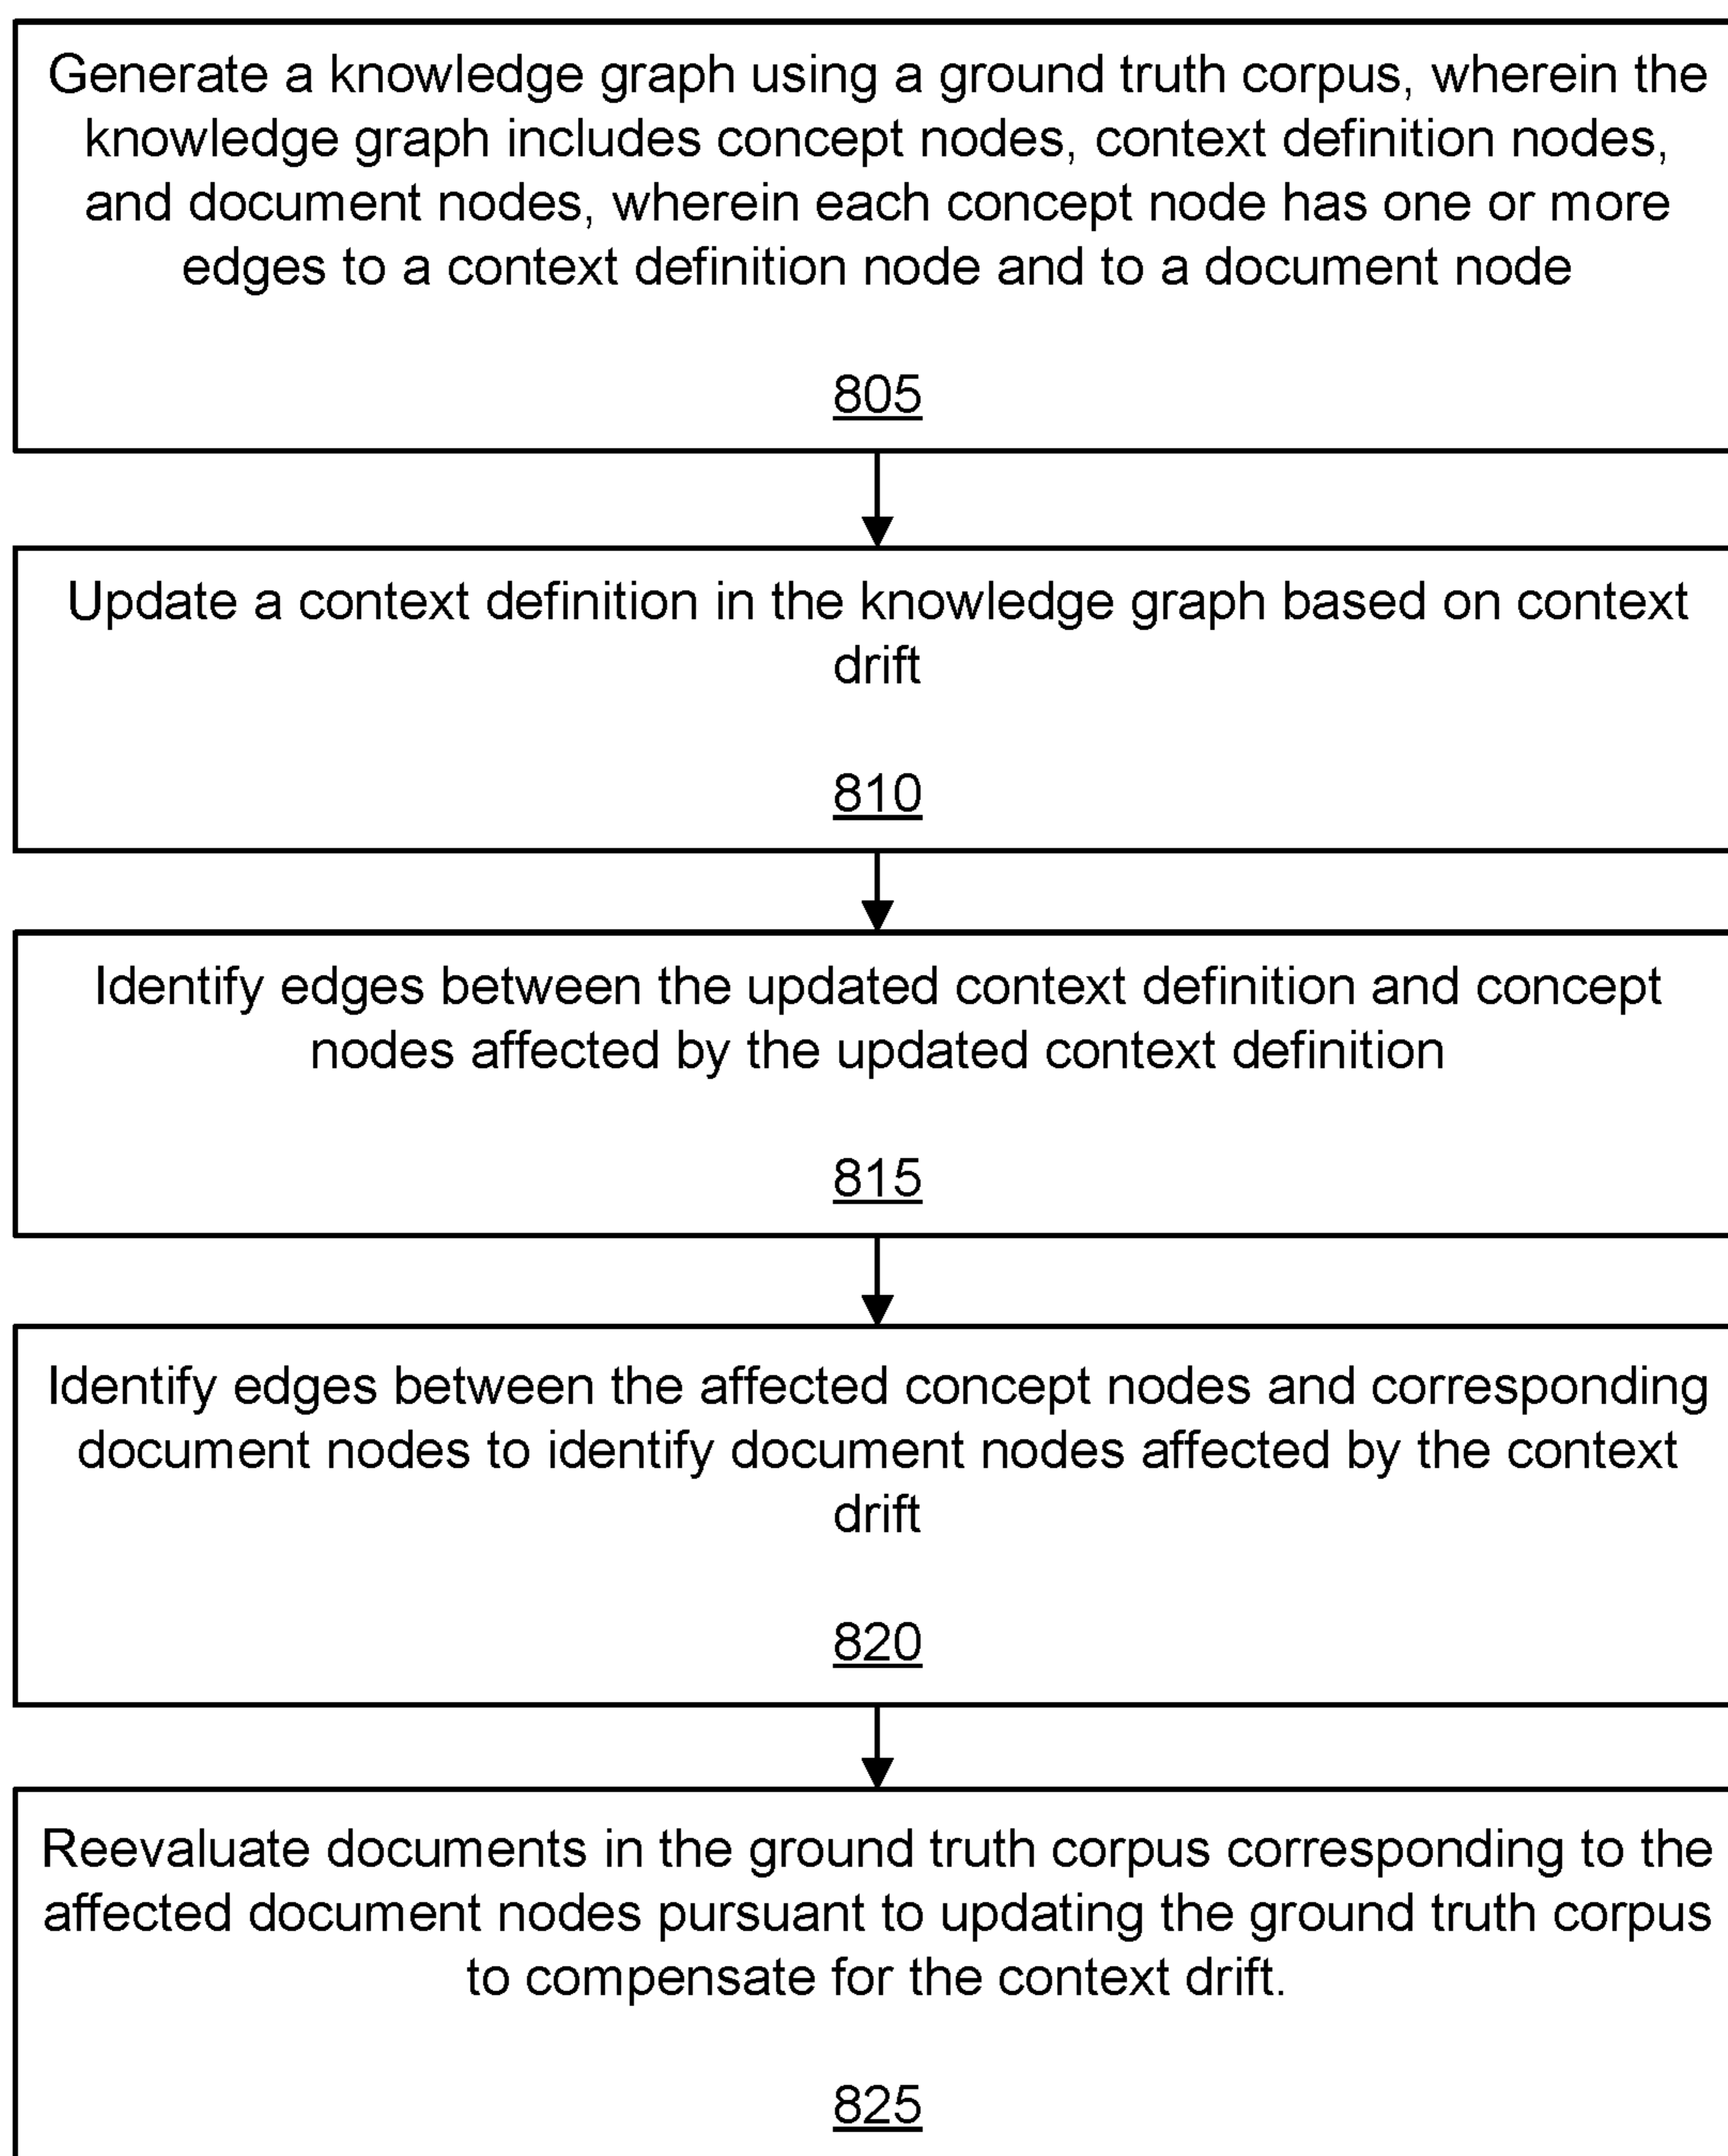 Generate a knowledge graph using a ground truth corpus, wherein the
knowledge graph includes concept nodes, context definition nodes,
and document nodes, wherein each concept node has one or more
edges to a context definition node and to a document node
805
Update a context definition in the knowledge graph based on context
drift
810
Identify edges between the updated context definition and concept
nodes affected by the updated context definition
815
Identify edges between the affected concept nodes and corresponding
document nodes to identify document nodes affected by the context
drift
820
Reevaluate documents in the ground truth corpus corresponding to the
affected document nodes pursuant to updating the ground truth corpus
to compensate for the context drift.
825